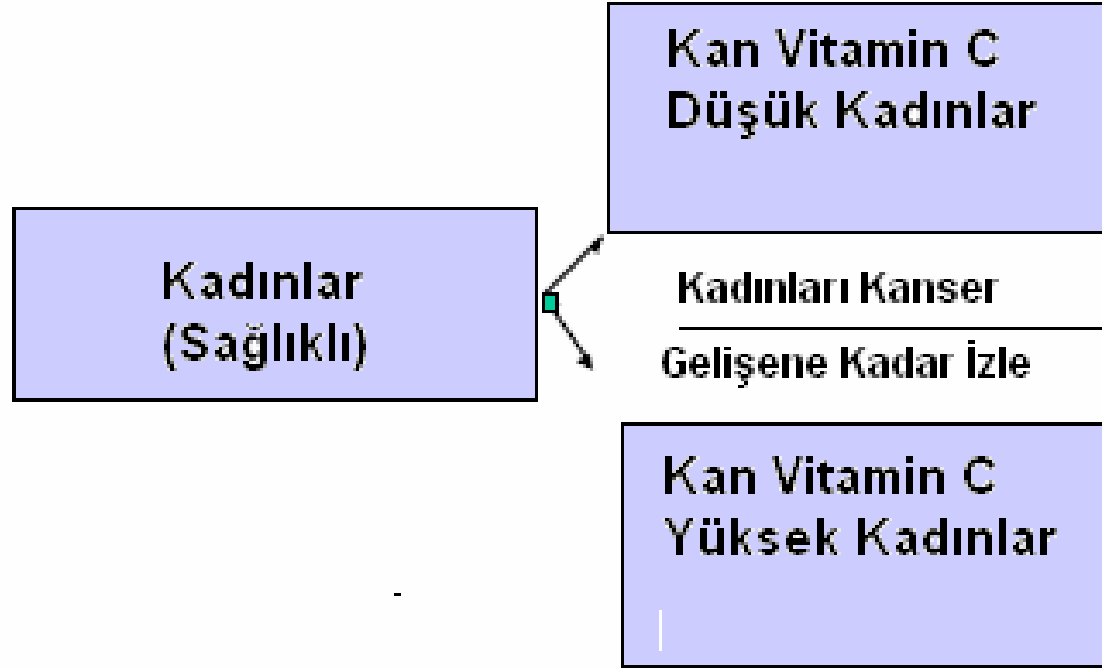 Kan Vitamin C
Düşük Kadınlar
Kadınlar
(Sağlıklı)
Kadınları Kanser
Gelişene Kadar İzle
Kan Vitamin C
Yüksek Kadınlar
-